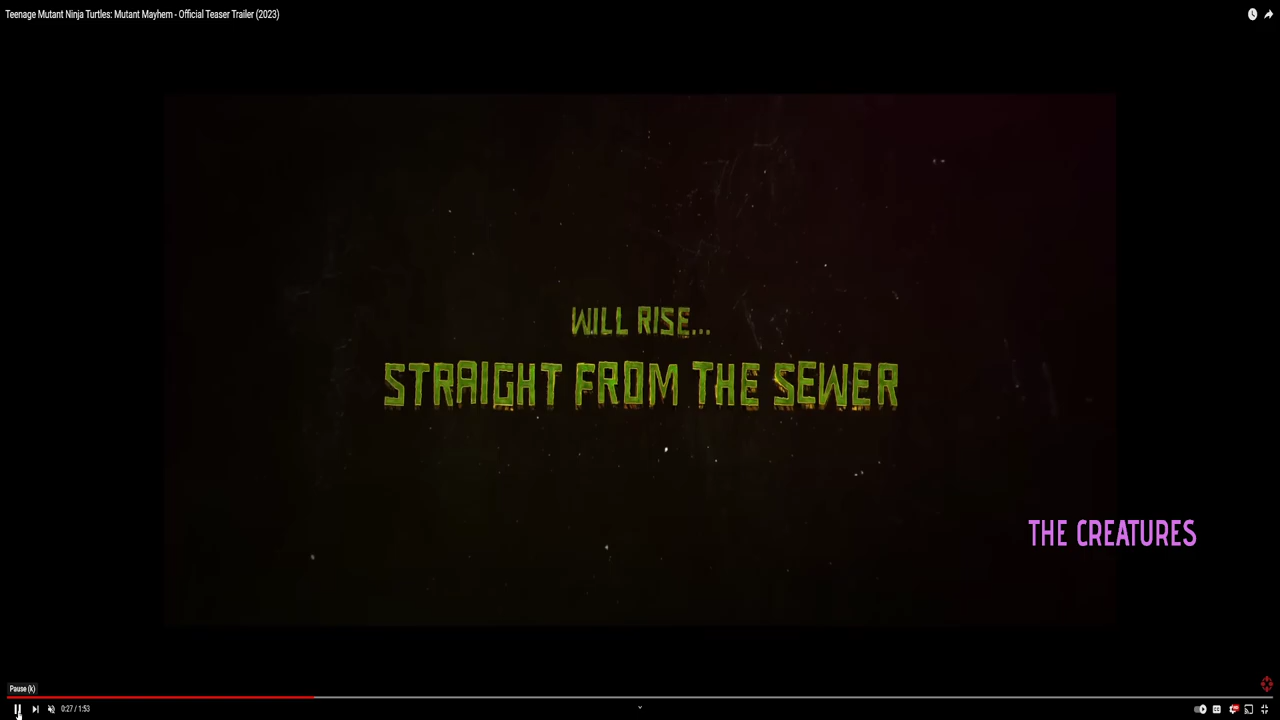 Teenage Mutant Ninja Turtles: Mutant Mayhem - Official Teaser Trailer (2023)
WILL RISE...
STRAIGHT FROM THE SEWER
THE CREATURES
Pause (k)
0:27 / 1:53